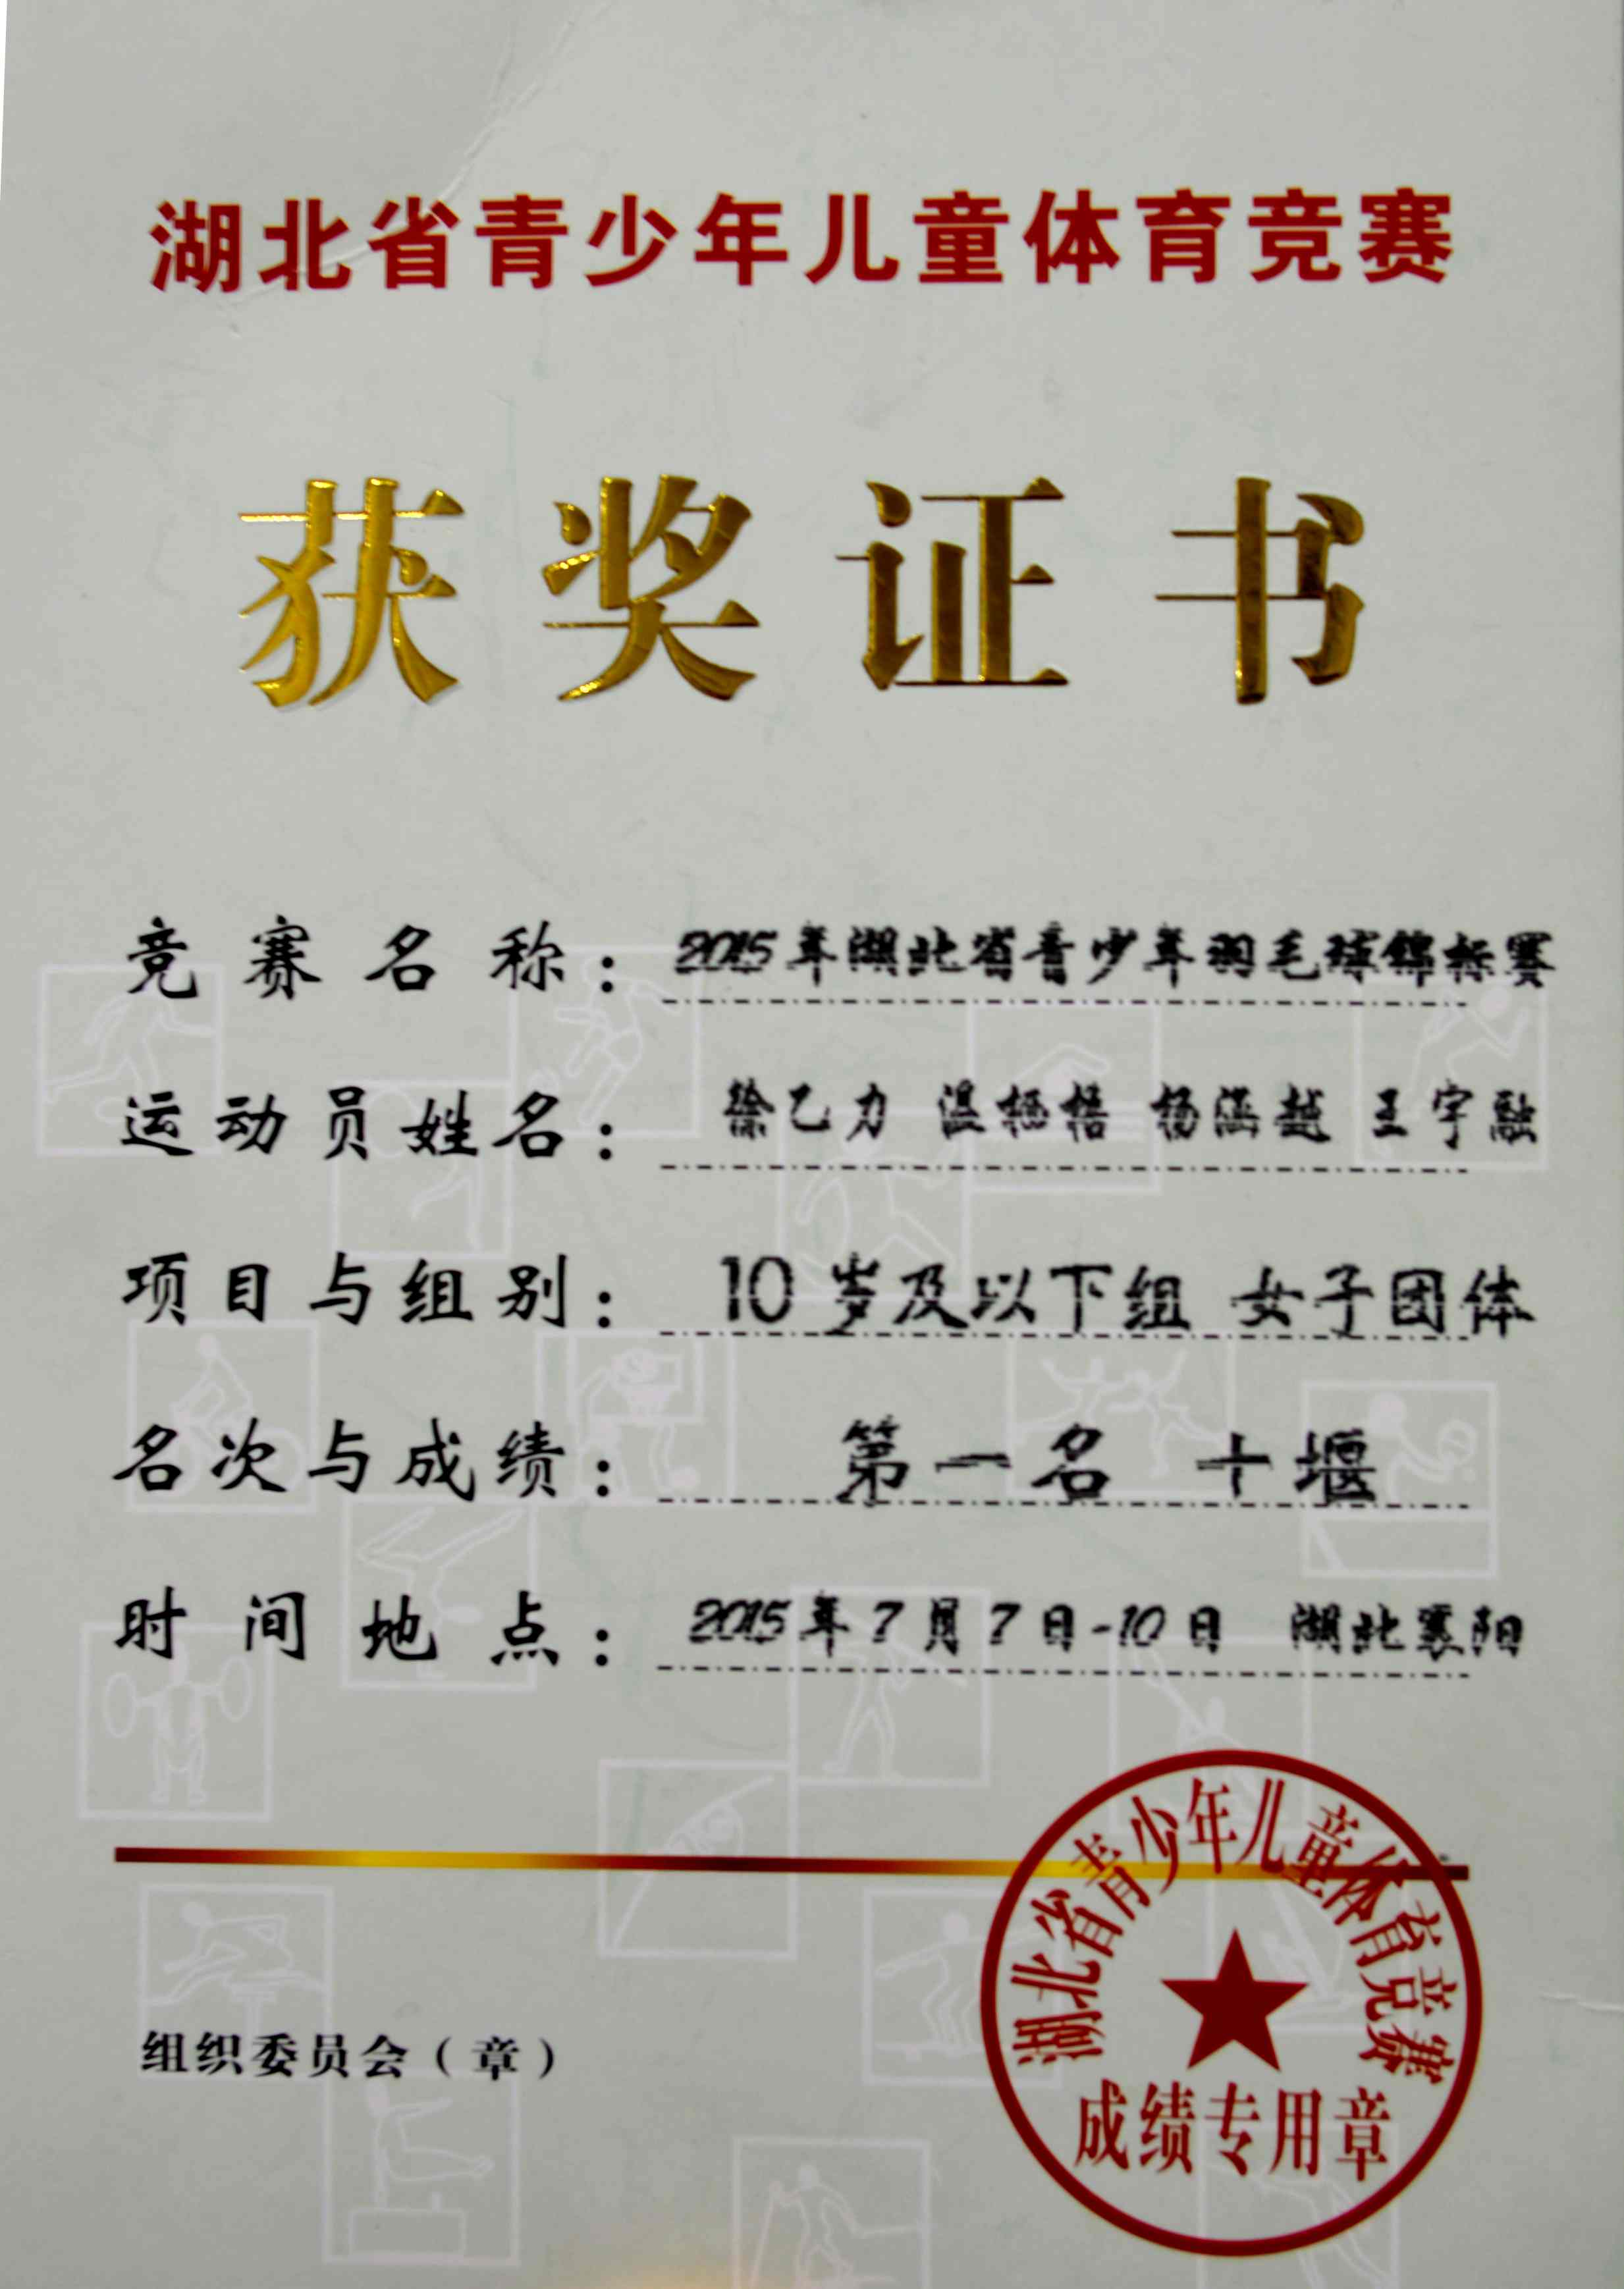 湖北省青少年儿童体育竞赛
获奖证书
竞赛名称：2015年湖北省青少年羽毛球锦标赛
运动员姓名：徐乙力 温栖梧 杨涵越 王宇融
项目与组别：10岁及以下组 女子团体
名次与成绩：第一名 十堰
时间地点：2015年7月7日-10日 湖北襄阳
湖北省青少年儿童体育竞赛
成绩专用章
组织委员会（章）